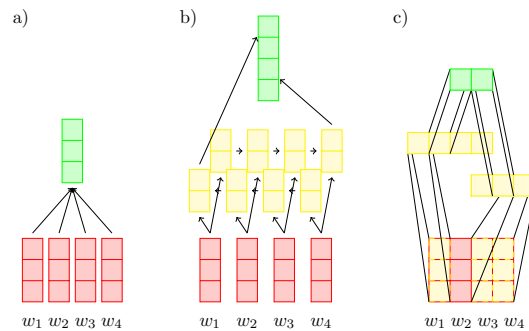 a) b) c)
w₁ w₂ w₃ w₄ w₁ w₂ w₃ w₄ w₁ w₂ w₃ w₄